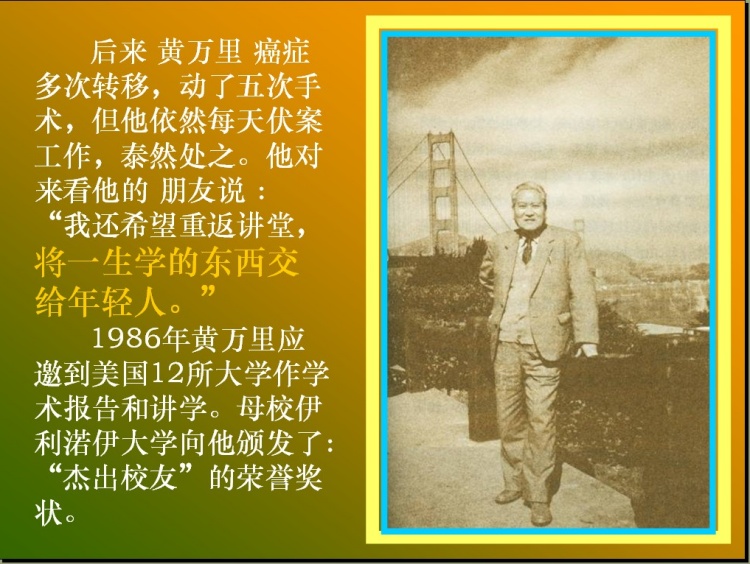 后来 黄万里 癌症
多次转移，动了五次手
术，但他依然每天伏案
工作，泰然处之。他对
来看他的 朋友说：
“我还希望重返讲堂，
将一生学的东西交
给年轻人。”
1986年黄万里应
邀到美国12所大学作学
术报告和讲学。母校伊
利渃伊大学向他颁发了:
“杰出校友”的荣誉奖
状。